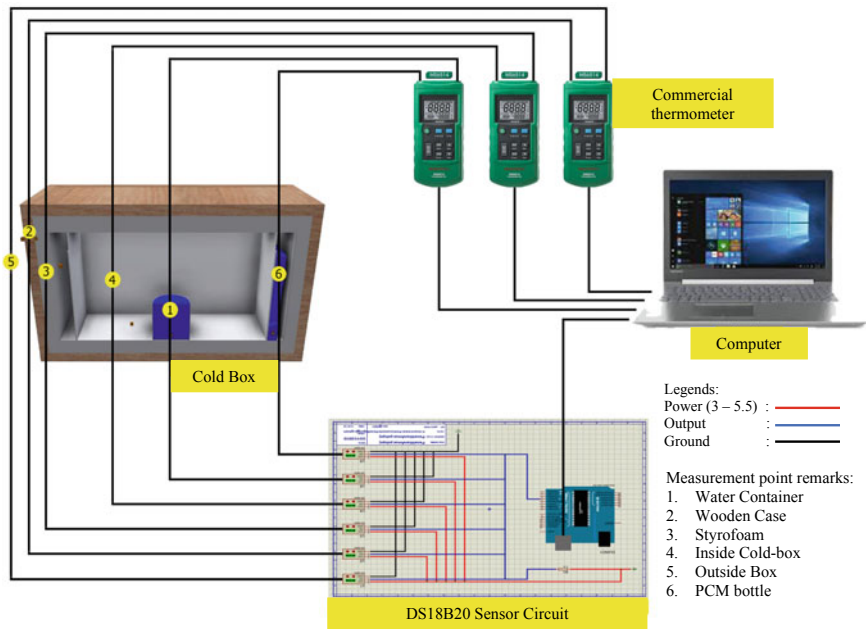 Commercial
thermometer
2
5
3
4
1
6
Cold Box
Computer
Legends:
Power (3 – 5.5) :
Output :
Ground :
Measurement point remarks:
1. Water Container
2. Wooden Case
3. Styrofoam
4. Inside Cold-box
5. Outside Box
6. PCM bottle
DS18B20 Sensor Circuit